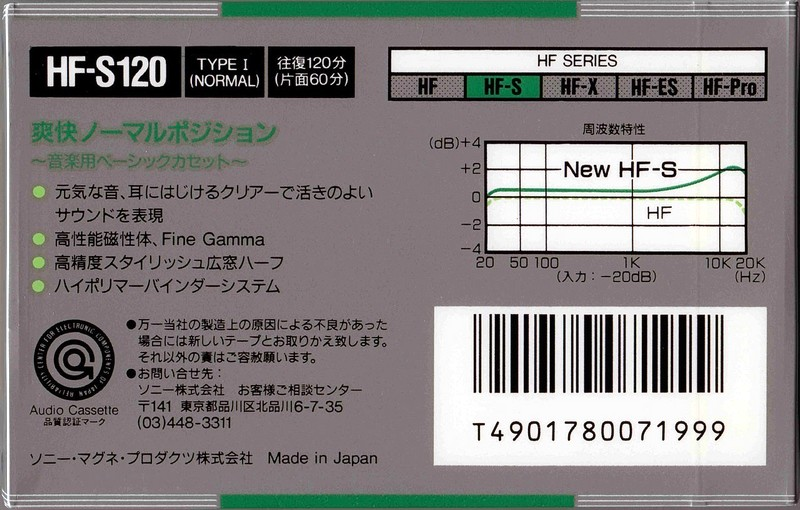 HF-S120
TYPE I
(NORMAL)
往復120分
(片面60分)
HF SERIES
HF HF-S HF-X HF-ES HF-Pro
爽快ノーマルポジション
～音楽用ベーシックカセット～
● 元気な音、耳にはじけるクリアーで活きのよい
サウンドを表現
● 高性能磁性体、Fine Gamma
● 高精度スタイリッシュ広窓ハーフ
● ハイポリマーバインダーシステム
周波数特性
(dB)+4
+2
0
−2
−4
New HF-S
HF
20 50 100 1K 10K 20K
(入力：−20dB) (Hz)
CENTER FOR ELECTRONIC COMPONENTS OF JAPAN RELIABILITY
Audio Cassette
品質認証マーク
●万一当社の製造上の原因による不良があった
場合には新しいテープとお取りかえ致します。
それ以外の責はご容赦願います。
●お問い合せ先：
ソニー株式会社 お客様ご相談センター
〒141 東京都品川区北品川6-7-35
(03)448-3311
ソニー・マグネ・プロダクツ株式会社 Made in Japan
T4901780071999